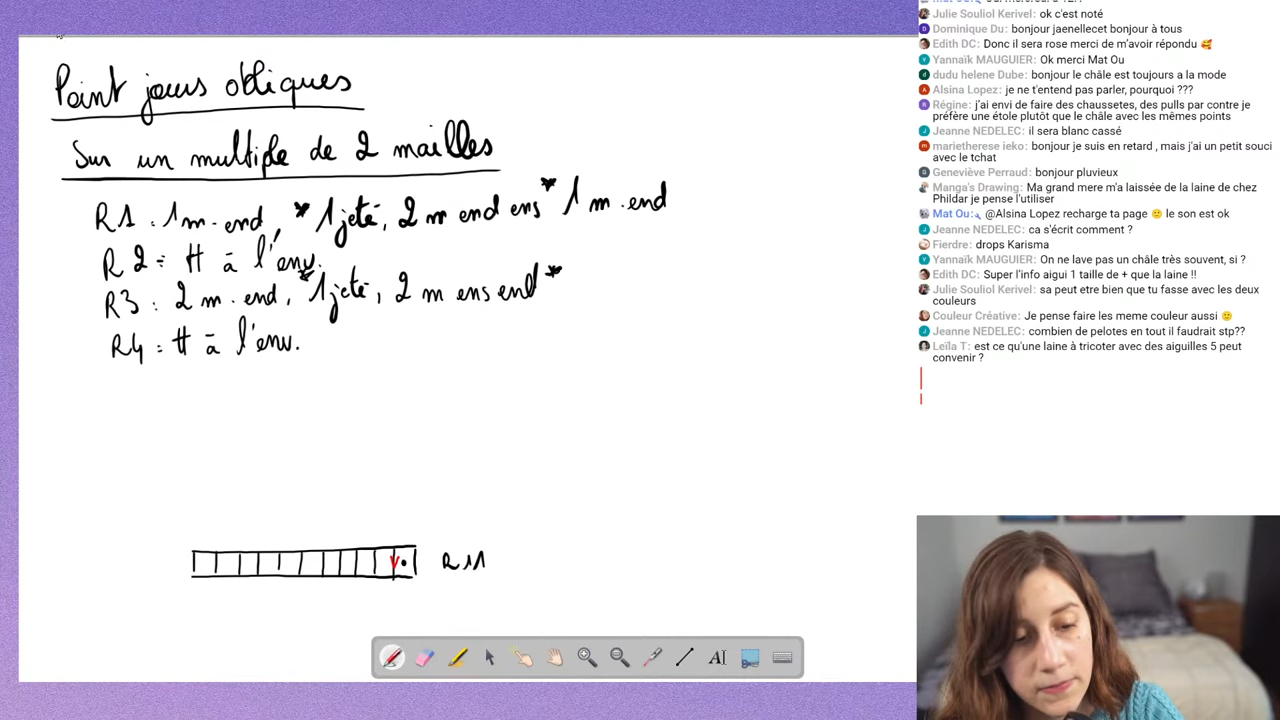 Point jours obliques
Sur un multiple de 2 mailles
R1 : 1 m. end, * 1 jeté, 2 m end ens * 1 m. end
R2 = tt à l'env.
R3 : 2 m. end, * 1 jeté, 2 m ens end *
R4 = tt à l'env.
R1
Julie Souliol Kerivel: ok c'est noté
Dominique Du: bonjour jaenellecet bonjour à tous
Edith DC: Donc il sera rose merci de m'avoir répondu 🥰
Yannaïk MAUGUIER: Ok merci Mat Ou
dudu helene Dube: bonjour le châle est toujours a la mode
Alsina Lopez: je ne t'entend pas parler, pourquoi ???
Régine: j'ai envi de faire des chaussetes, des pulls par contre je
préfère une étole plutôt que le châle avec les mêmes points
Jeanne NEDELEC: il sera blanc cassé
marietherese ieko: bonjour je suis en retard , mais j'ai un petit souci
avec le tchat
Geneviève Perraud: bonjour pluvieux
Manga's Drawing: Ma grand mere m'a laissée de la laine de chez
Phildar je pense l'utiliser
Mat Ou: @Alsina Lopez recharge ta page 🙂 le son est ok
Jeanne NEDELEC: ca s'écrit comment ?
Fierdre: drops Karisma
Yannaïk MAUGUIER: On ne lave pas un châle très souvent, si ?
Edith DC: Super l'info aigui 1 taille de + que la laine !!
Julie Souliol Kerivel: sa peut etre bien que tu fasse avec les deux
couleurs
Couleur Créative: Je pense faire les meme couleur aussi 🙂
Jeanne NEDELEC: combien de pelotes en tout il faudrait stp??
Leïla T: est ce qu'une laine à tricoter avec des aiguilles 5 peut
convenir ?
AI